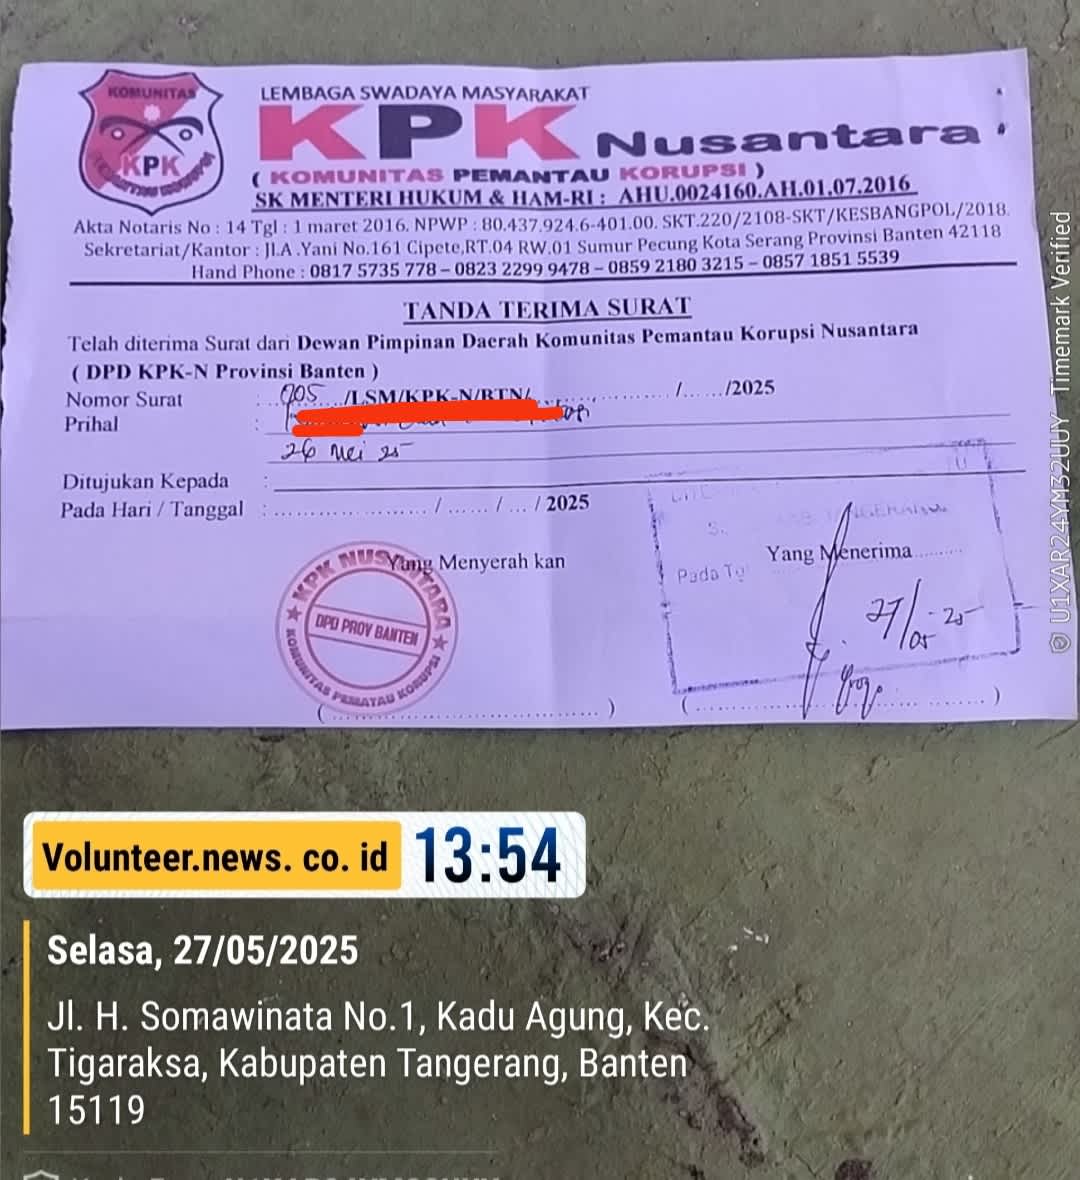 KOMUNITAS
KPK
LEMBAGA SWADAYA MASYARAKAT
KPK Nusantara
( KOMUNITAS PEMANTAU KORUPSI )
SK MENTERI HUKUM & HAM-RI : AHU.0024160.AH.01.07.2016
Akta Notaris No : 14 Tgl : 1 maret 2016. NPWP : 80.437.924.6-401.00. SKT.220/2108-SKT/KESBANGPOL/2018.
Sekretariat/Kantor : Jl.A .Yani No.161 Cipete,RT.04 RW.01 Sumur Pecung Kota Serang Provinsi Banten 42118
Hand Phone : 0817 5735 778 – 0823 2299 9478 – 0859 2180 3215 – 0857 1851 5539
TANDA TERIMA SURAT
Telah diterima Surat dari Dewan Pimpinan Daerah Komunitas Pemantau Korupsi Nusantara
( DPD KPK-N Provinsi Banten )
Nomor Surat : 905 /LSM/KPK-N/BTN/ ............ /....../2025
Prihal :
26 Mei 25
Ditujukan Kepada :
Pada Hari / Tanggal : ..................... / ...... / ... / 2025
Yang Menyerah kan
KPK NUSANTARA
DPD PROV BANTEN
KOMUNITAS PEMATAU KORUPSI
Yang Menerima
Pada Tgl
27/05-25
(..........................................)
(..........................................)
Volunteer.news. co. id 13:54
Selasa, 27/05/2025
Jl. H. Somawinata No.1, Kadu Agung, Kec.
Tigaraksa, Kabupaten Tangerang, Banten
15119
U1XAR24YM32UUY Timemark Verified